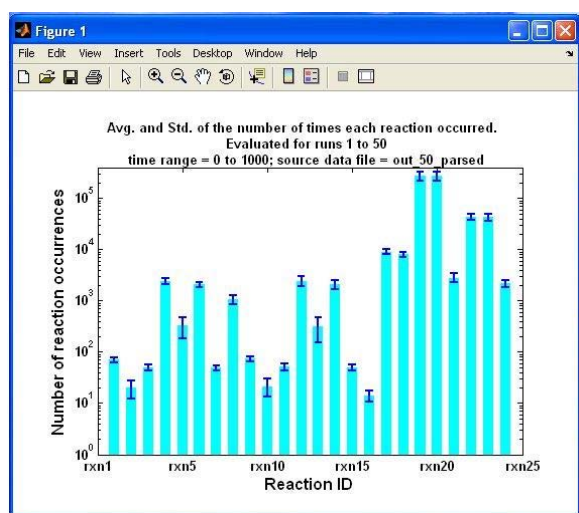 Figure 1
File Edit View Insert Tools Desktop Window Help
Avg. and Std. of the number of times each reaction occurred.
Evaluated for runs 1 to 50
time range = 0 to 1000; source data file = out_50_parsed
Number of reaction occurrences
10^5
10^4
10^3
10^2
10^1
10^0
rxn1 rxn5 rxn10 rxn15 rxn20 rxn25
Reaction ID